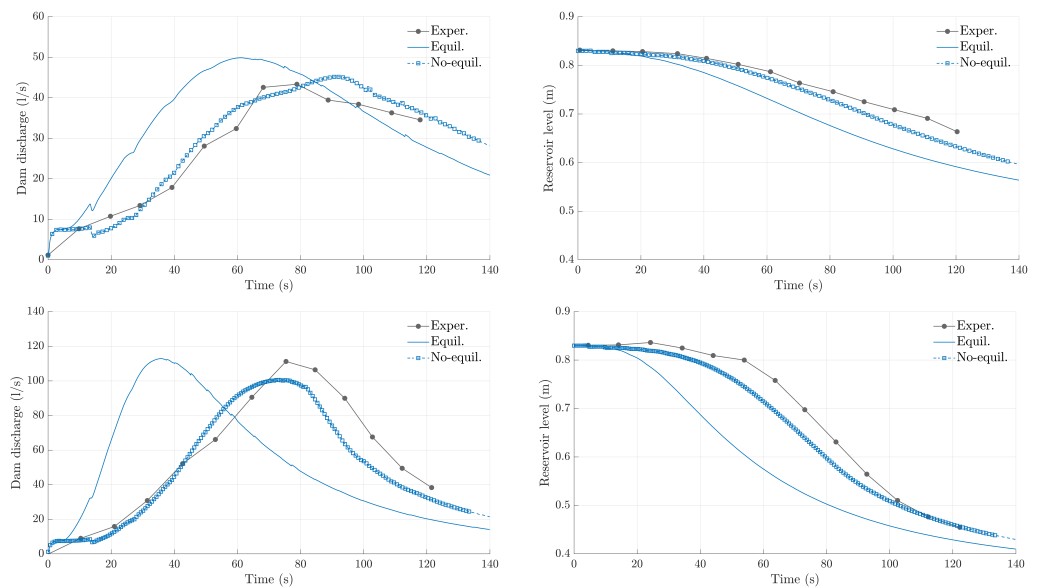 60
50
40
30
20
10
0
0 20 40 60 80 100 120 140
Time (s)
Dam discharge (l/s)
Exper.
Equil.
No-equil.
0.9
0.8
0.7
0.6
0.5
0.4
0 20 40 60 80 100 120 140
Time (s)
Reservoir level (m)
Exper.
Equil.
No-equil.
140
120
100
80
60
40
20
0
0 20 40 60 80 100 120 140
Time (s)
Dam discharge (l/s)
Exper.
Equil.
No-equil.
0.9
0.8
0.7
0.6
0.5
0.4
0 20 40 60 80 100 120 140
Time (s)
Reservoir level (m)
Exper.
Equil.
No-equil.